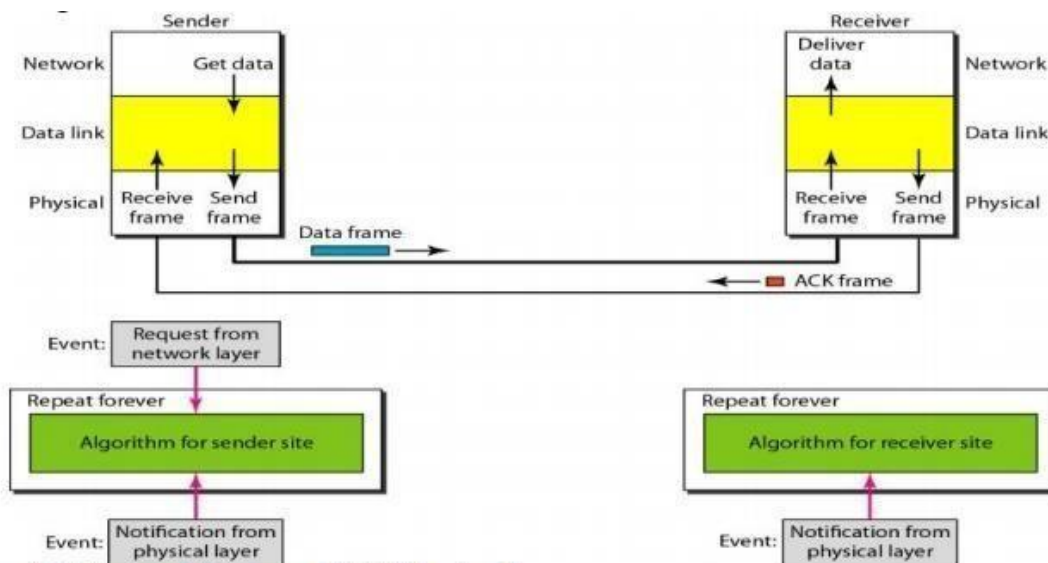 Sender
Receiver
Network
Get data
Deliver
data
Network
Data link
Data link
Physical
Receive
frame
Send
frame
Receive
frame
Send
frame
Physical
Data frame
ACK frame
Event:
Request from
network layer
Repeat forever
Algorithm for sender site
Repeat forever
Algorithm for receiver site
Event:
Notification from
physical layer
Event:
Notification from
physical layer